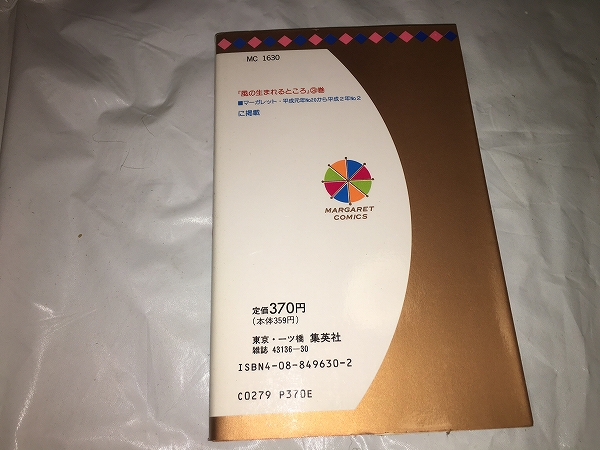 MC 1630
『風の生まれるところ』③巻
■マーガレット・平成元年No20から平成2年No2
に掲載
MARGARET
COMICS
定価370円
(本体359円)
東京・一ツ橋 集英社
雑誌 43136-30
ISBN4-08-849630-2
C0279 P370E